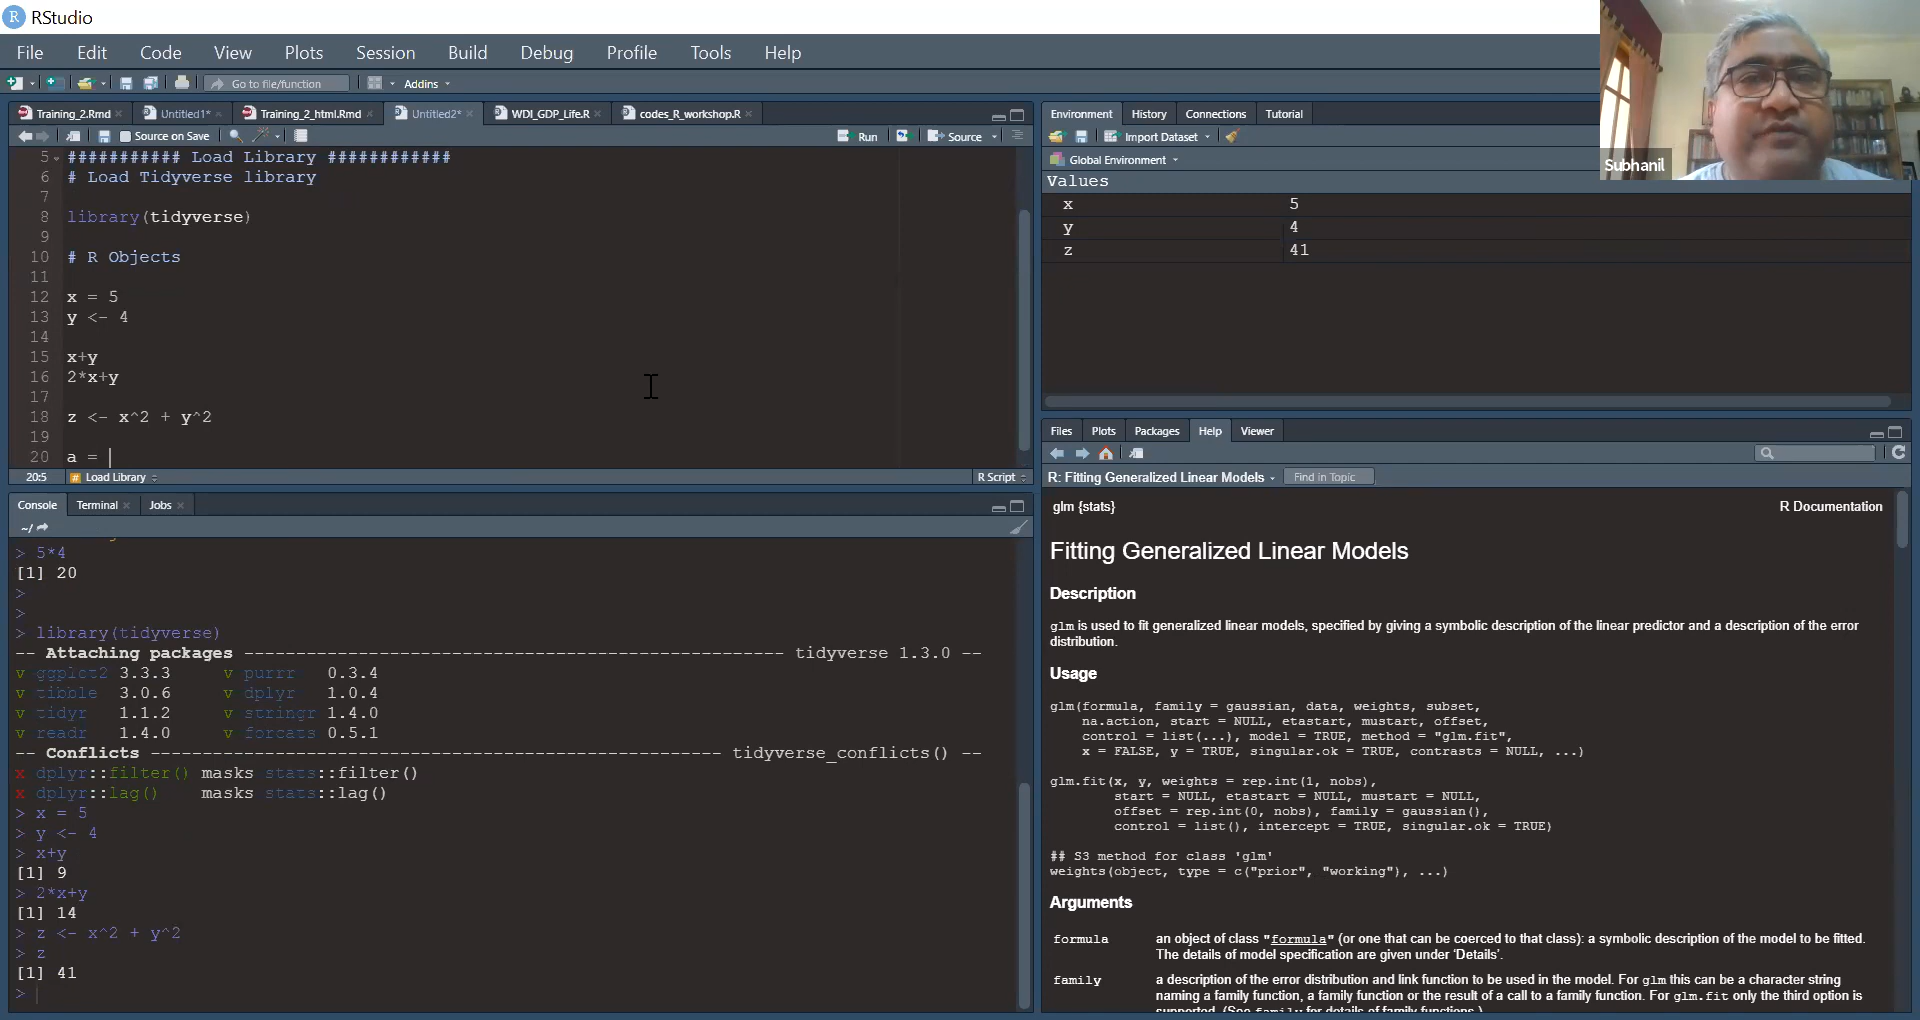 RStudio
File Edit Code View Plots Session Build Debug Profile Tools Help
Go to file/function Addins
Training_2.Rmd Untitled1* Training_2_html.Rmd Untitled2* WDI_GDP_Life.R codes_R_workshop.R
Source on Save Run Source
5 ########### Load Library ############
6 # Load Tidyverse library
7
8 library(tidyverse)
9
10 # R Objects
11
12 x = 5
13 y <- 4
14
15 x+y
16 2*x+y
17
18 z <- x^2 + y^2
19
20 a =
20:5 # Load Library R Script
Console Terminal Jobs
~/
> 5*4
[1] 20
>
>
> library(tidyverse)
-- Attaching packages ---------------------------------------------------- tidyverse 1.3.0 --
v ggplot2 3.3.3 v purrr 0.3.4
v tibble 3.0.6 v dplyr 1.0.4
v tidyr 1.1.2 v stringr 1.4.0
v readr 1.4.0 v forcats 0.5.1
-- Conflicts ------------------------------------------------------- tidyverse_conflicts() --
x dplyr::filter() masks stats::filter()
x dplyr::lag() masks stats::lag()
> x = 5
> y <- 4
> x+y
[1] 9
> 2*x+y
[1] 14
> z <- x^2 + y^2
> z
[1] 41
>
Environment History Connections Tutorial
Import Dataset
Global Environment
Values
x 5
y 4
z 41
Subhanil
Files Plots Packages Help Viewer
R: Fitting Generalized Linear Models Find in Topic
glm {stats} R Documentation
Fitting Generalized Linear Models
Description
glm is used to fit generalized linear models, specified by giving a symbolic description of the linear predictor and a description of the error
distribution.
Usage
glm(formula, family = gaussian, data, weights, subset,
na.action, start = NULL, etastart, mustart, offset,
control = list(...), model = TRUE, method = "glm.fit",
x = FALSE, y = TRUE, singular.ok = TRUE, contrasts = NULL, ...)
glm.fit(x, y, weights = rep.int(1, nobs),
start = NULL, etastart = NULL, mustart = NULL,
offset = rep.int(0, nobs), family = gaussian(),
control = list(), intercept = TRUE, singular.ok = TRUE)
## S3 method for class 'glm'
weights(object, type = c("prior", "working"), ...)
Arguments
formula an object of class "formula" (or one that can be coerced to that class): a symbolic description of the model to be fitted.
The details of model specification are given under 'Details'.
family a description of the error distribution and link function to be used in the model. For glm this can be a character string
naming a family function, a family function or the result of a call to a family function. For glm.fit only the third option is
supported. (See family for details of family functions.)